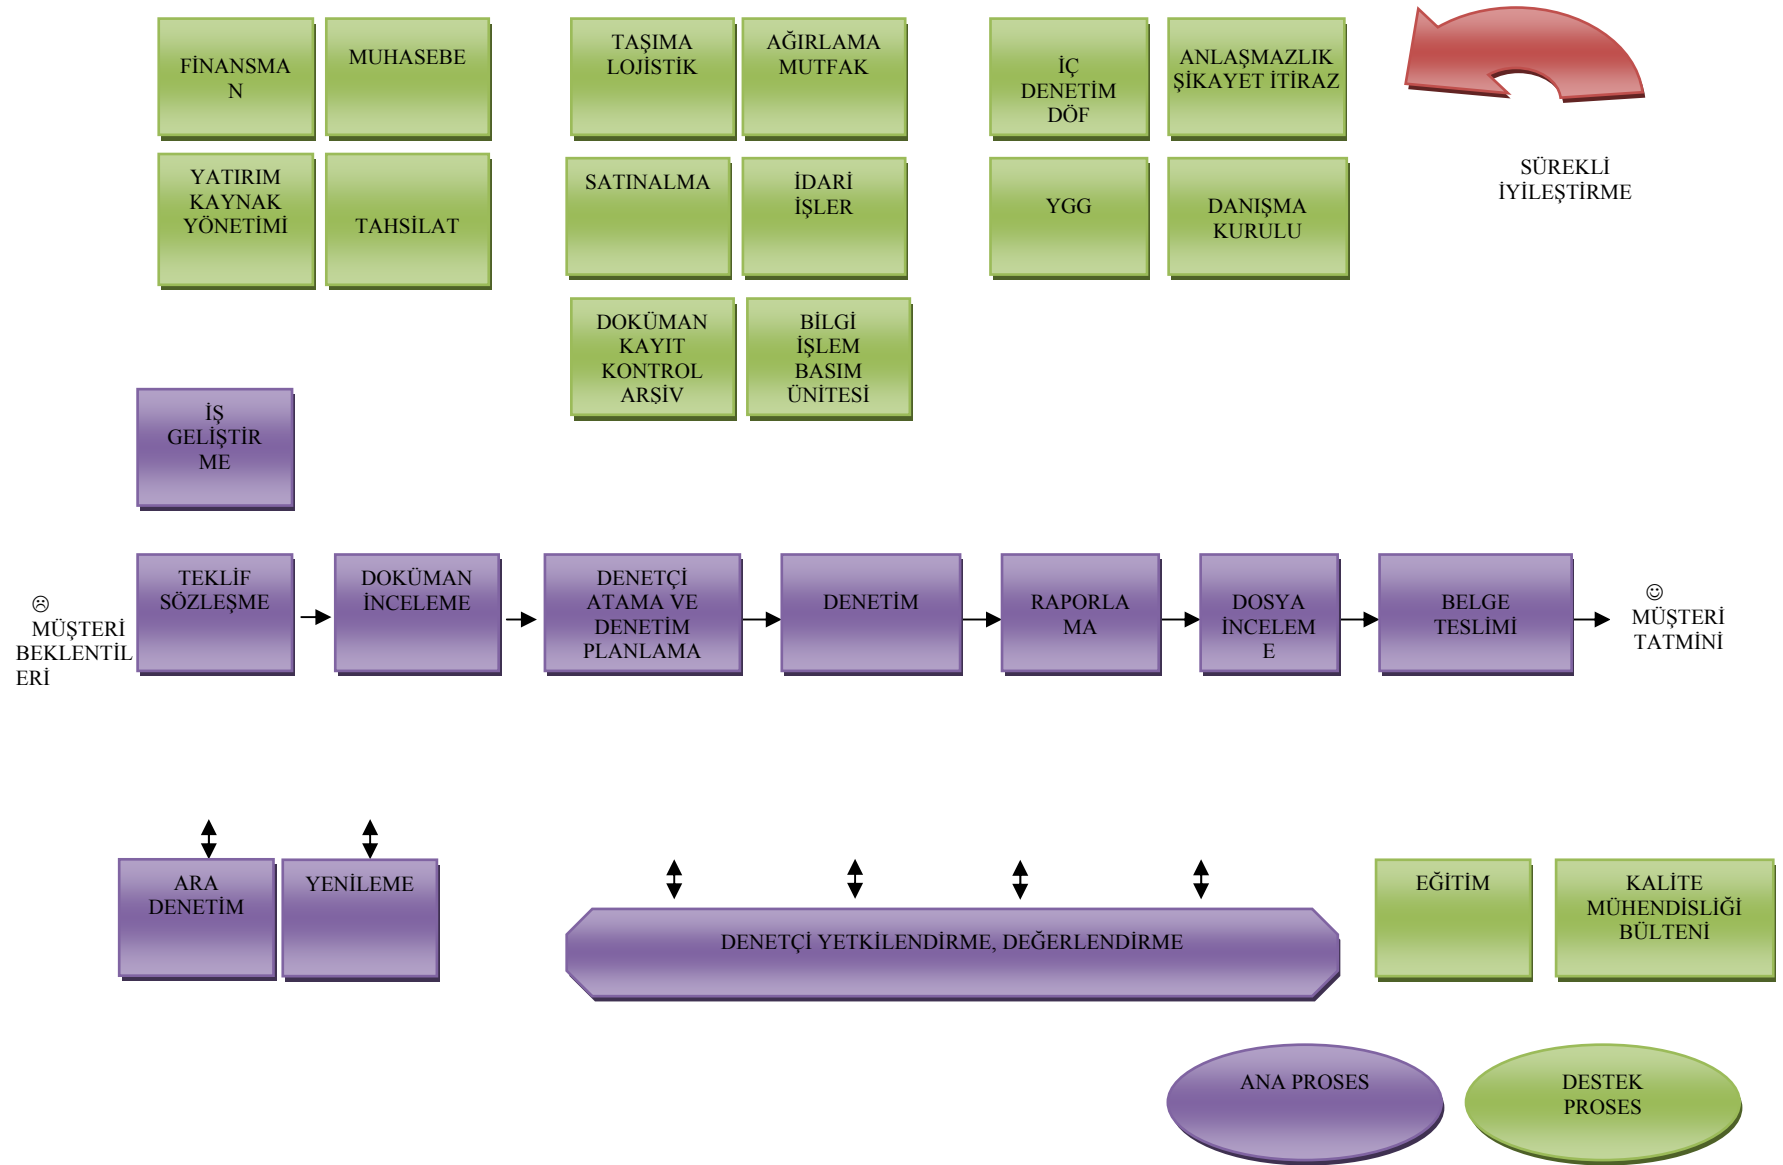 FİNANSMA
N
MUHASEBE
TAŞIMA
LOJİSTİK
AĞIRLAMA
MUTFAK
İÇ
DENETİM
DÖF
ANLAŞMAZLIK
ŞİKAYET İTİRAZ
YATIRIM
KAYNAK
YÖNETİMİ
TAHSİLAT
SATINALMA
İDARİ
İŞLER
YGG
DANIŞMA
KURULU
SÜREKLİ
İYİLEŞTİRME
DOKÜMAN
KAYIT
KONTROL
ARŞİV
BİLGİ
İŞLEM
BASIM
ÜNİTESİ
İŞ
GELİŞTİR
ME
☹
MÜŞTERİ
BEKLENTİL
ERİ
TEKLİF
SÖZLEŞME
DOKÜMAN
İNCELEME
DENETÇİ
ATAMA VE
DENETİM
PLANLAMA
DENETİM
RAPORLA
MA
DOSYA
İNCELEM
E
BELGE
TESLİMİ
☺
MÜŞTERİ
TATMİNİ
ARA
DENETİM
YENİLEME
DENETÇİ YETKİLENDİRME, DEĞERLENDİRME
EĞİTİM
KALİTE
MÜHENDİSLİĞİ
BÜLTENİ
ANA PROSES
DESTEK
PROSES